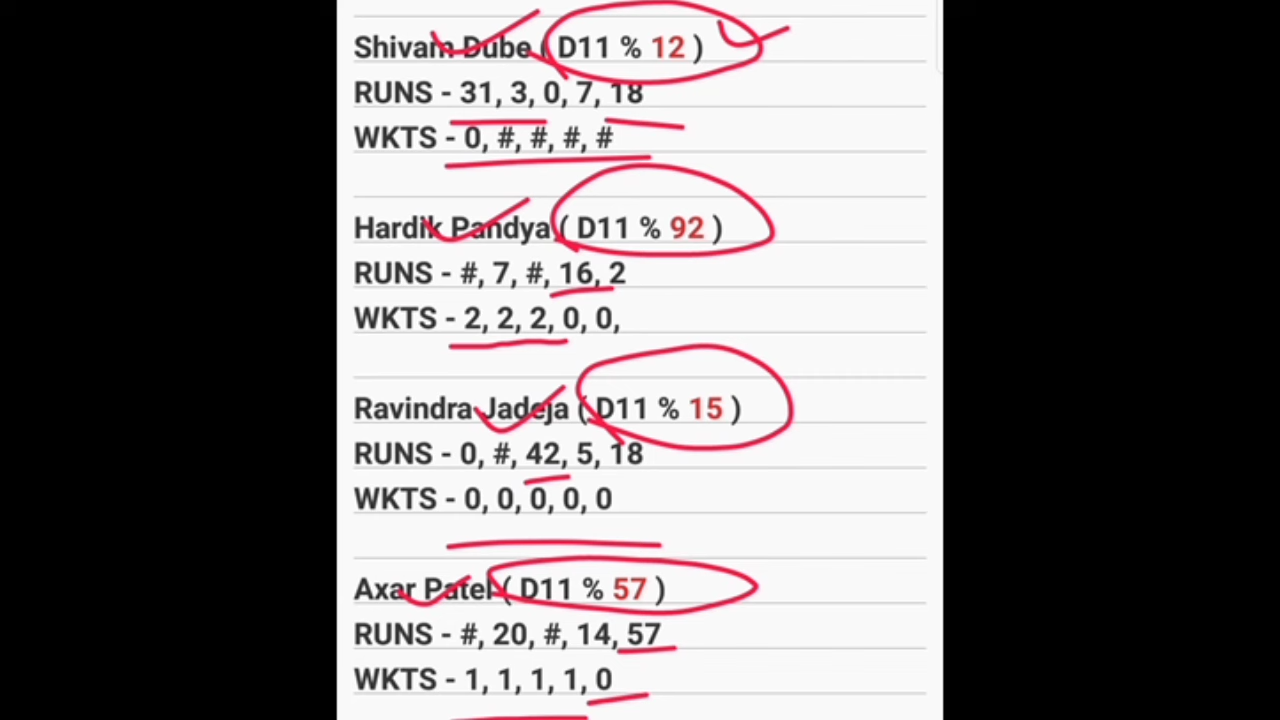 Shivam Dube ( D11 % 12 )
RUNS - 31, 3, 0, 7, 18
WKTS - 0, #, #, #, #
Hardik Pandya ( D11 % 92 )
RUNS - #, 7, #, 16, 2
WKTS - 2, 2, 2, 0, 0,
Ravindra Jadeja ( D11 % 15 )
RUNS - 0, #, 42, 5, 18
WKTS - 0, 0, 0, 0, 0
Axar Patel ( D11 % 57 )
RUNS - #, 20, #, 14, 57
WKTS - 1, 1, 1, 1, 0